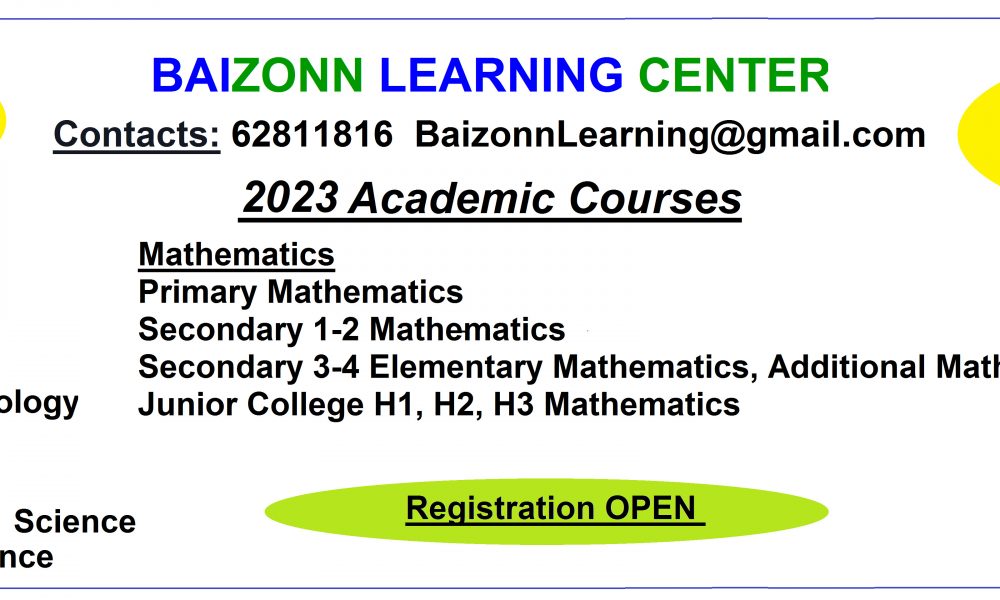 BAIZONN LEARNING CENTER
Contacts: 62811816 BaizonnLearning@gmail.com
2023 Academic Courses
Mathematics
Primary Mathematics
Secondary 1-2 Mathematics
Secondary 3-4 Elementary Mathematics, Additional Math
ology Junior College H1, H2, H3 Mathematics
Registration OPEN
Science
nce